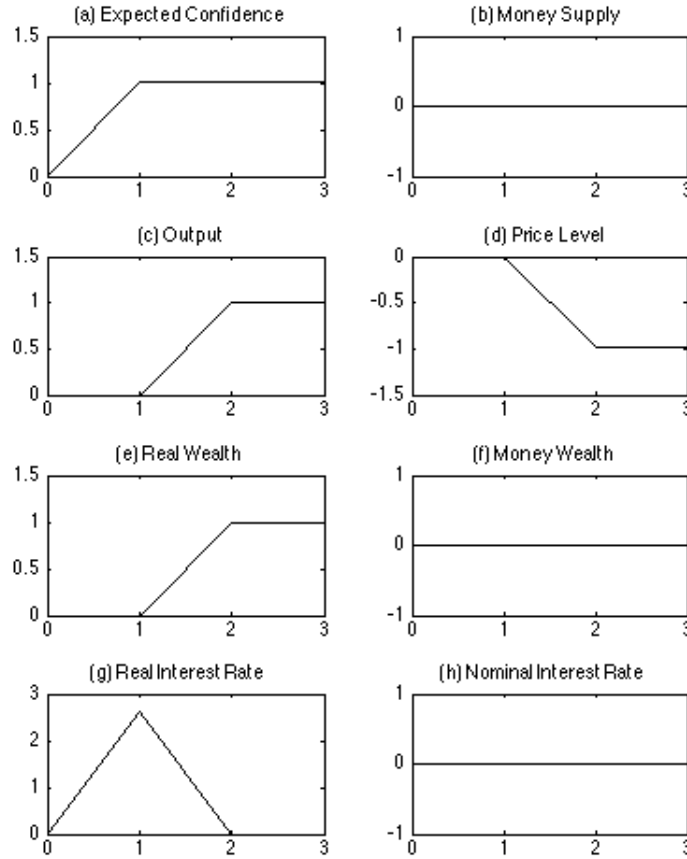 (a) Expected Confidence
1.5
1
0.5
0
0 1 2 3
(b) Money Supply
1
0
-1
0 1 2 3
(c) Output
1.5
1
0.5
0
0 1 2 3
(d) Price Level
0
-0.5
-1
-1.5
0 1 2 3
(e) Real Wealth
1.5
1
0.5
0
0 1 2 3
(f) Money Wealth
1
0
-1
0 1 2 3
(g) Real Interest Rate
3
2
1
0
0 1 2 3
(h) Nominal Interest Rate
1
0
-1
0 1 2 3